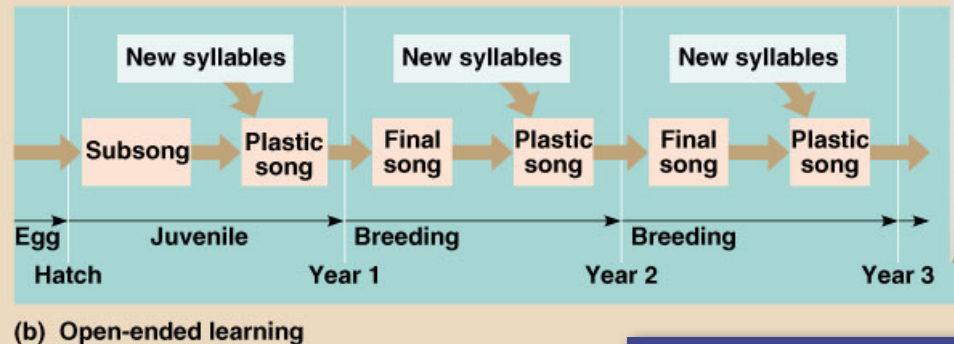 New syllables New syllables New syllables
Subsong Plastic song Final song Plastic song Final song Plastic song
Egg Juvenile Breeding Breeding
Hatch Year 1 Year 2 Year 3
(b) Open-ended learning